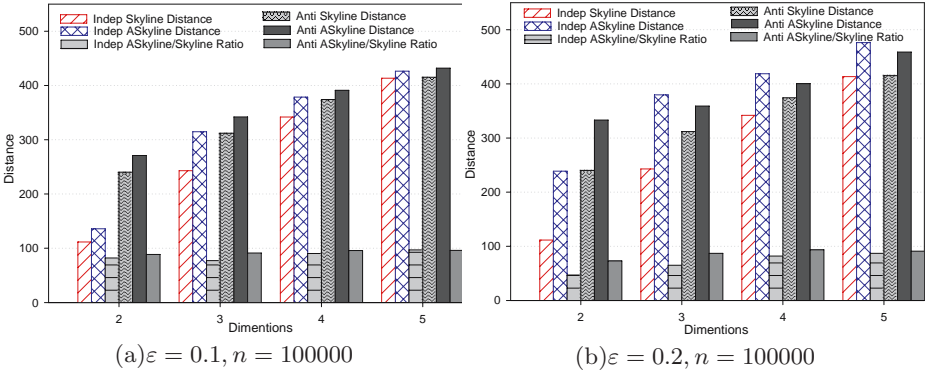 Indep Skyline Distance
Indep ASkyline Distance
Indep ASkyline/Skyline Ratio
Anti Skyline Distance
Anti ASkyline Distance
Anti ASkyline/Skyline Ratio
500
400
300
200
100
0
Distance
2 3 4 5
Dimentions
(a)ε = 0.1, n = 100000
Indep Skyline Distance
Indep ASkyline Distance
Indep ASkyline/Skyline Ratio
Anti Skyline Distance
Anti ASkyline Distance
Anti ASkyline/Skyline Ratio
500
400
300
200
100
0
Distance
2 3 4 5
Dimentions
(b)ε = 0.2, n = 100000